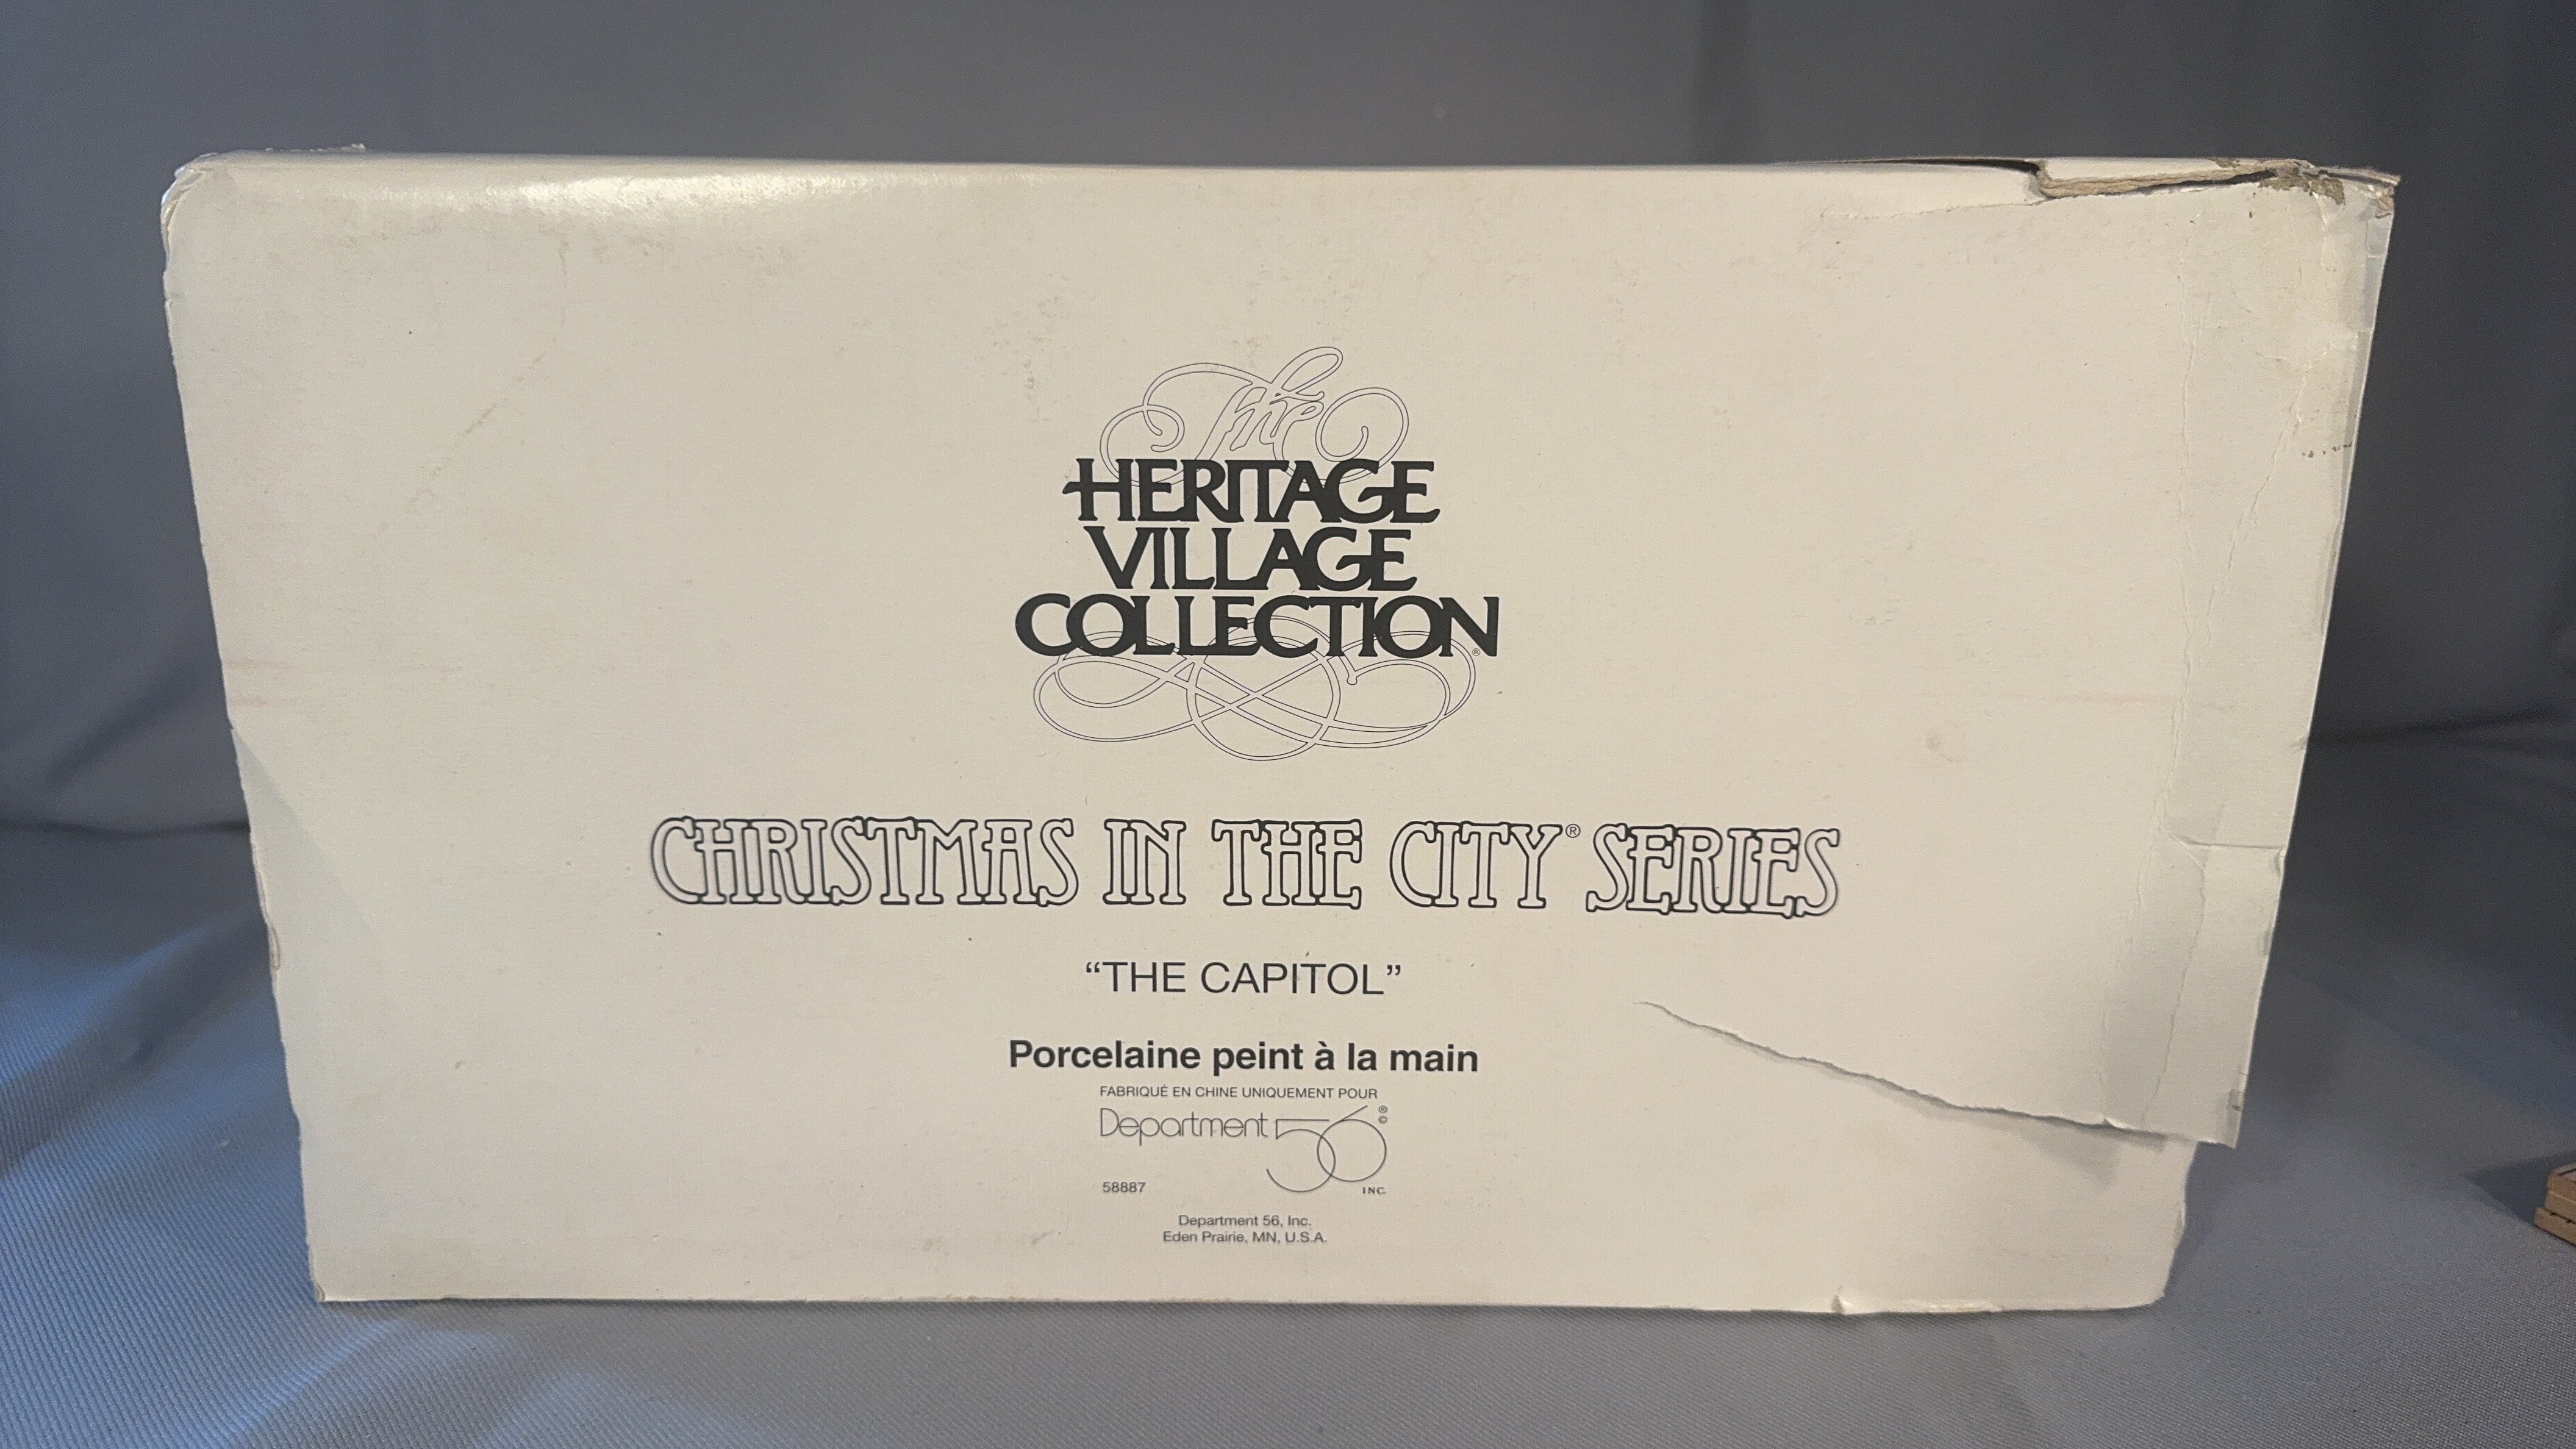 The
HERITAGE
VILLAGE
COLLECTION®
CHRISTMAS IN THE CITY® SERIES
“THE CAPITOL”
Porcelaine peint à la main
FABRIQUÉ EN CHINE UNIQUEMENT POUR
Department 56®©
58887 INC.
Department 56, Inc.
Eden Prairie, MN, U.S.A.